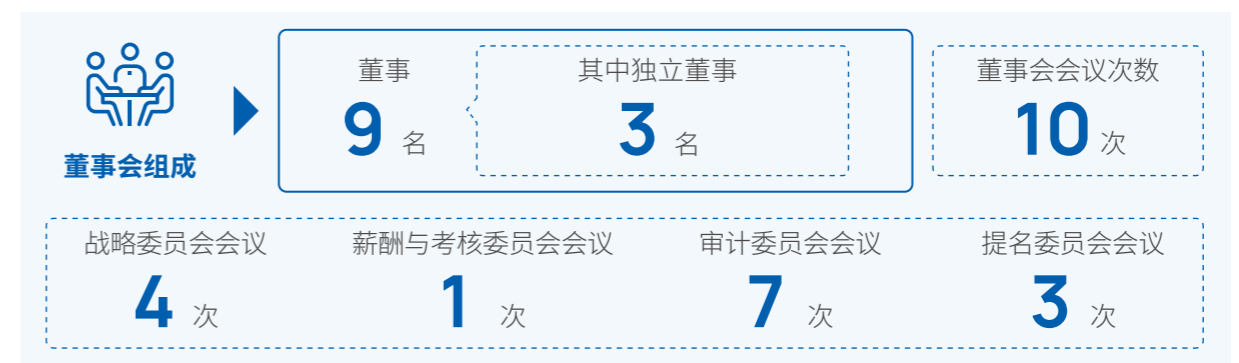 董事会组成
董事
9 名
其中独立董事
3 名
董事会会议次数
10 次
战略委员会会议
4 次
薪酬与考核委员会会议
1 次
审计委员会会议
7 次
提名委员会会议
3 次